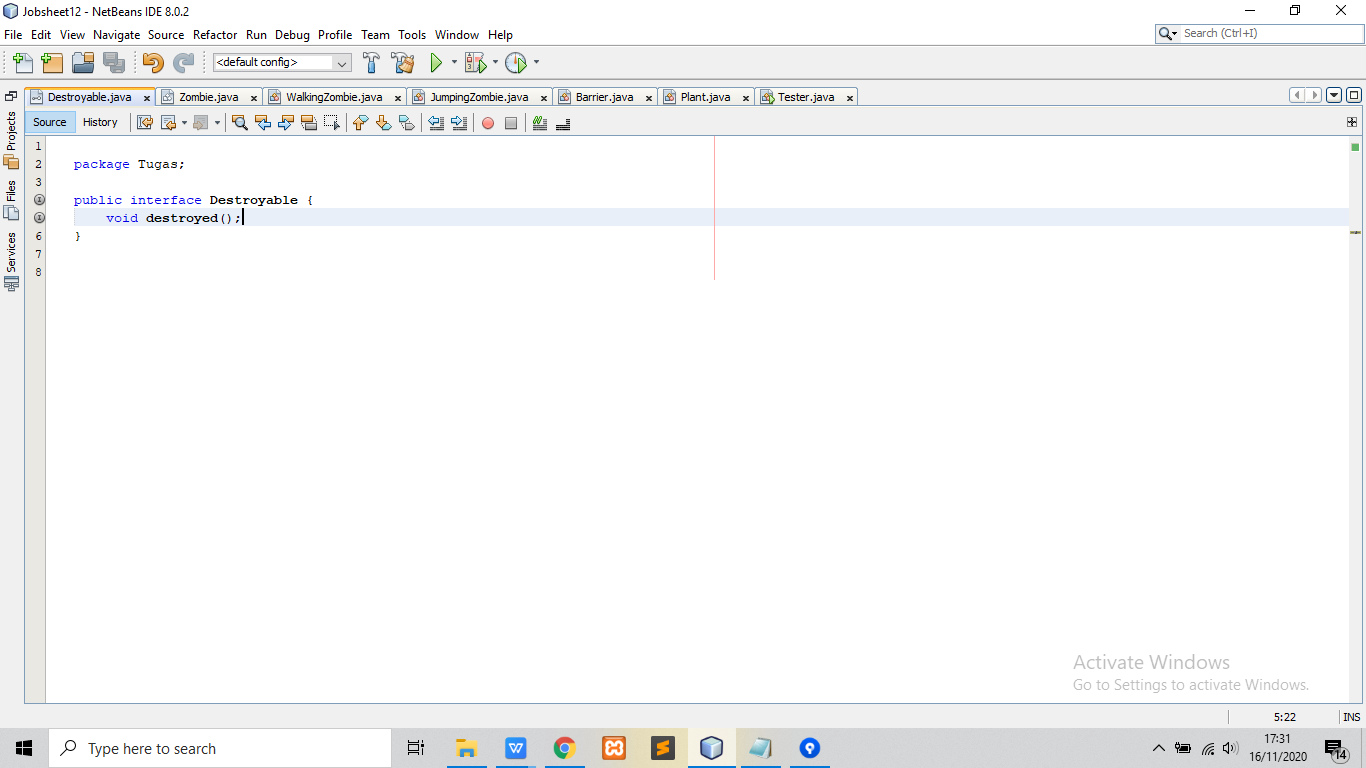 Jobsheet12 - NetBeans IDE 8.0.2
File Edit View Navigate Source Refactor Run Debug Profile Team Tools Window Help
Search (Ctrl+I)
<default config>
Destroyable.java Zombie.java WalkingZombie.java JumpingZombie.java Barrier.java Plant.java Tester.java
Source History
Projects
Files
Services
1
2 package Tugas;
3
public interface Destroyable {
void destroyed();
6 }
7
8
Activate Windows
Go to Settings to activate Windows.
5:22 INS
Type here to search
17:31
16/11/2020
14